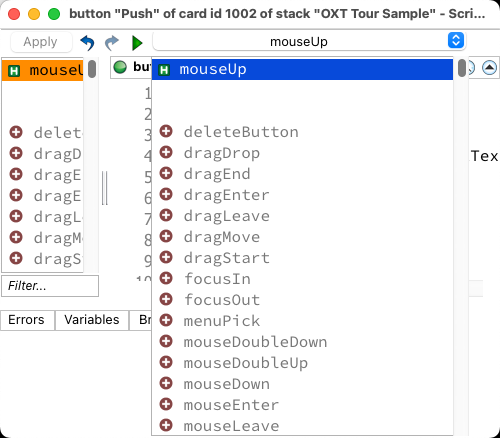 button "Push" of card id 1002 of stack "OXT Tour Sample" - Scri...
Apply
mouseUp
H mouseU
delete
dragD
dragE
dragE
dragL
dragM
dragS
Filter...
Errors
Variables
Br
but
1
2
3
4
5
6
7
8
9
10
Tex
H mouseUp
deleteButton
dragDrop
dragEnd
dragEnter
dragLeave
dragMove
dragStart
focusIn
focusOut
menuPick
mouseDoubleDown
mouseDoubleUp
mouseDown
mouseEnter
mouseLeave